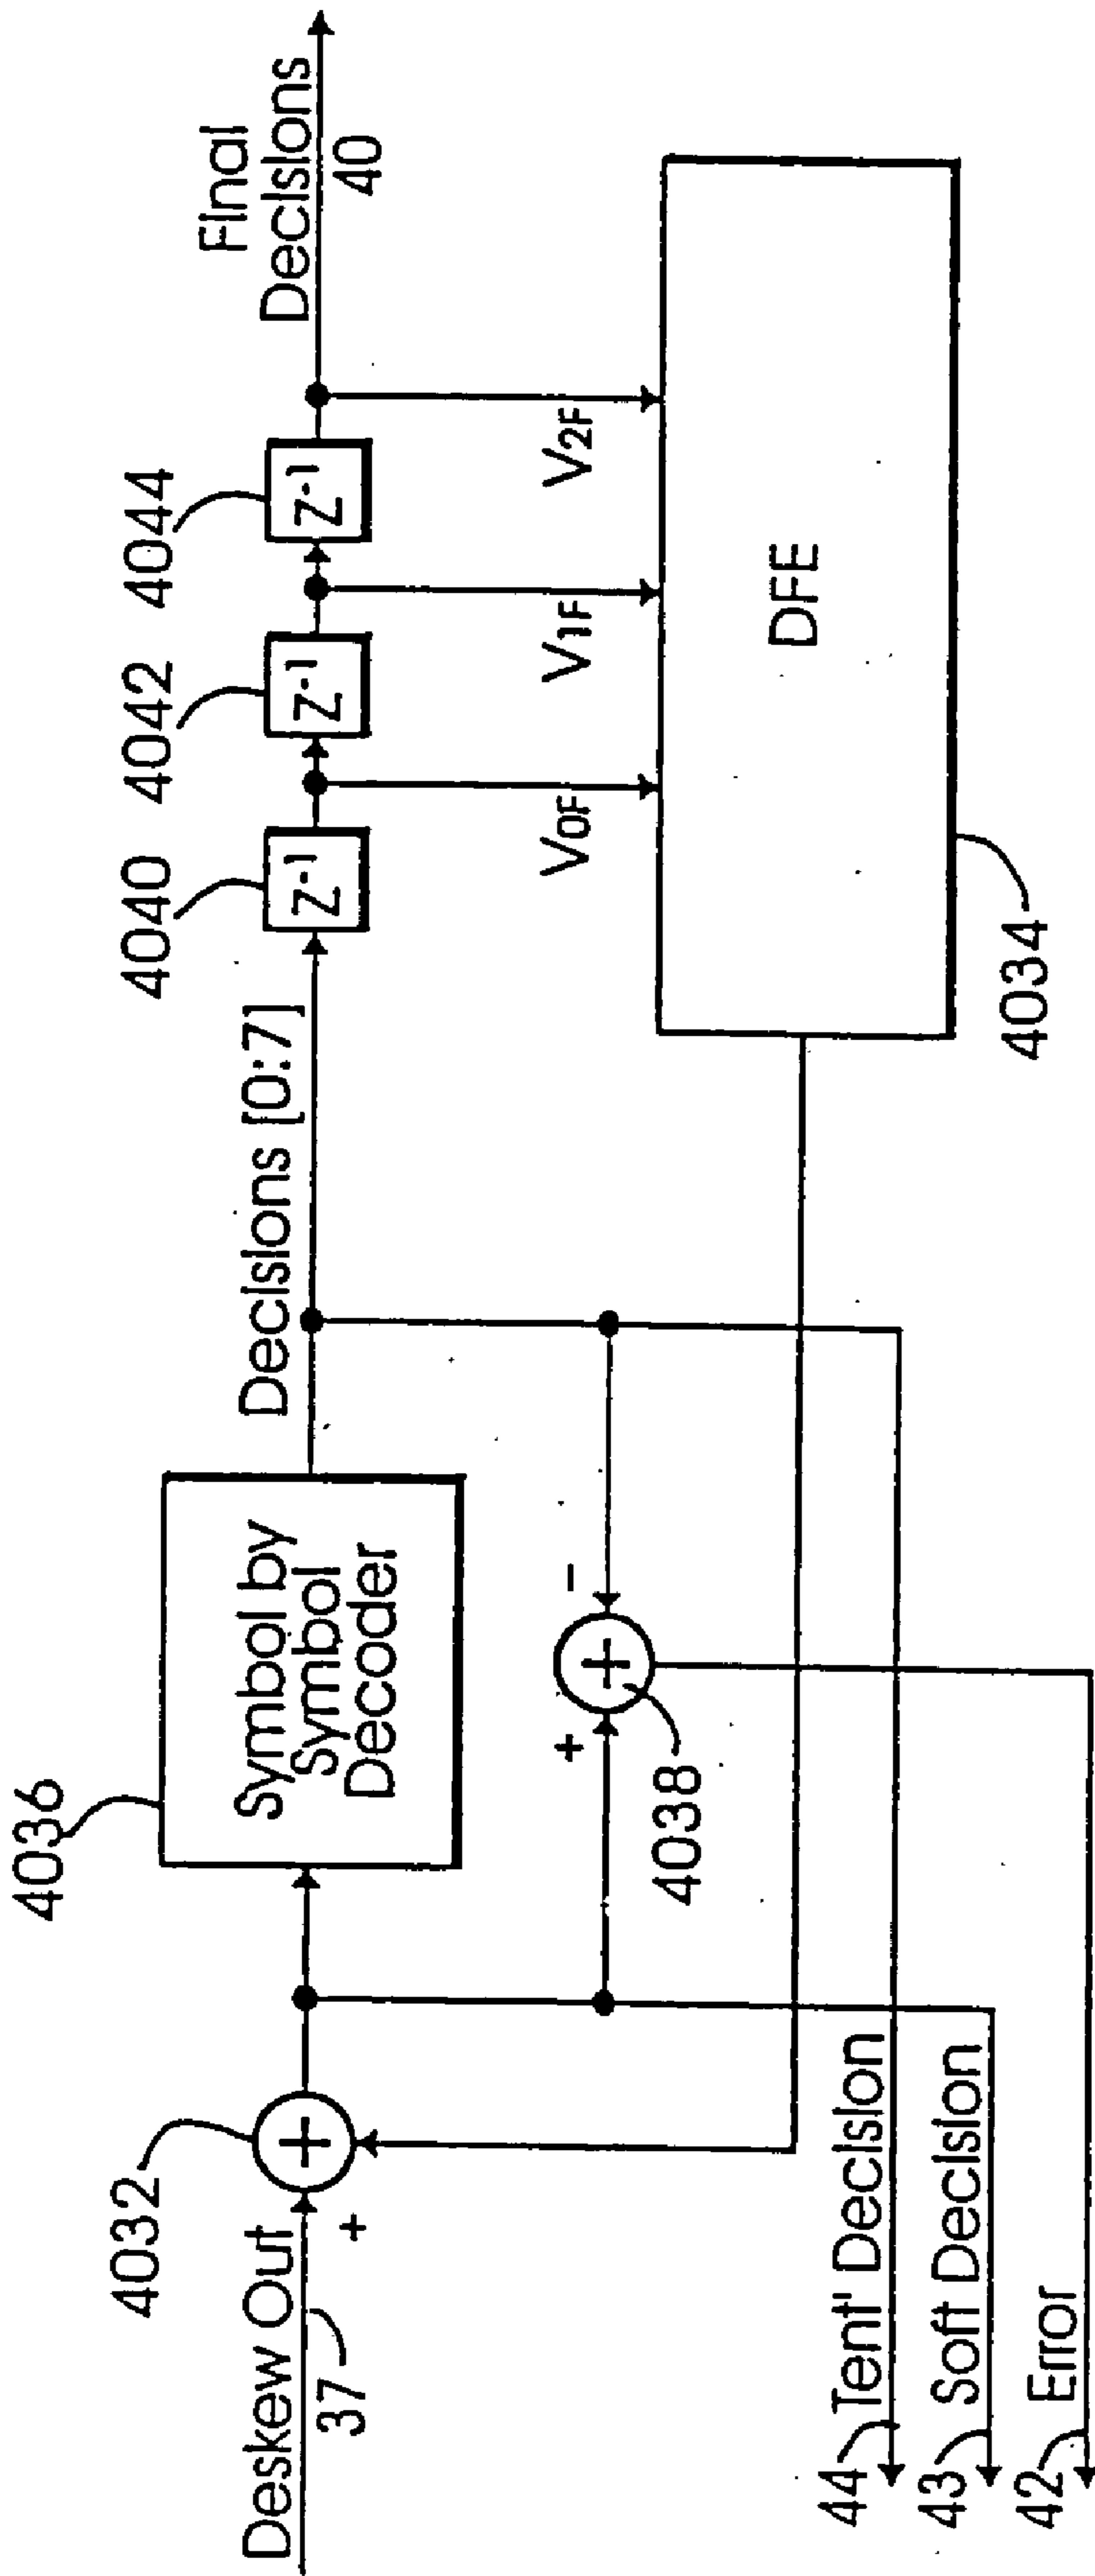 Deskew Out
37
+
4032
+
4036
Symbol by
Symbol
Decoder
Decisions [0:7]
4040
Z-1
4042
Z-1
4044
Z-1
Final
Decisions
40
V0F
V1F
V2F
DFE
4034
+
-
+
4038
44
Tent' Decision
43
Soft Decision
42
Error